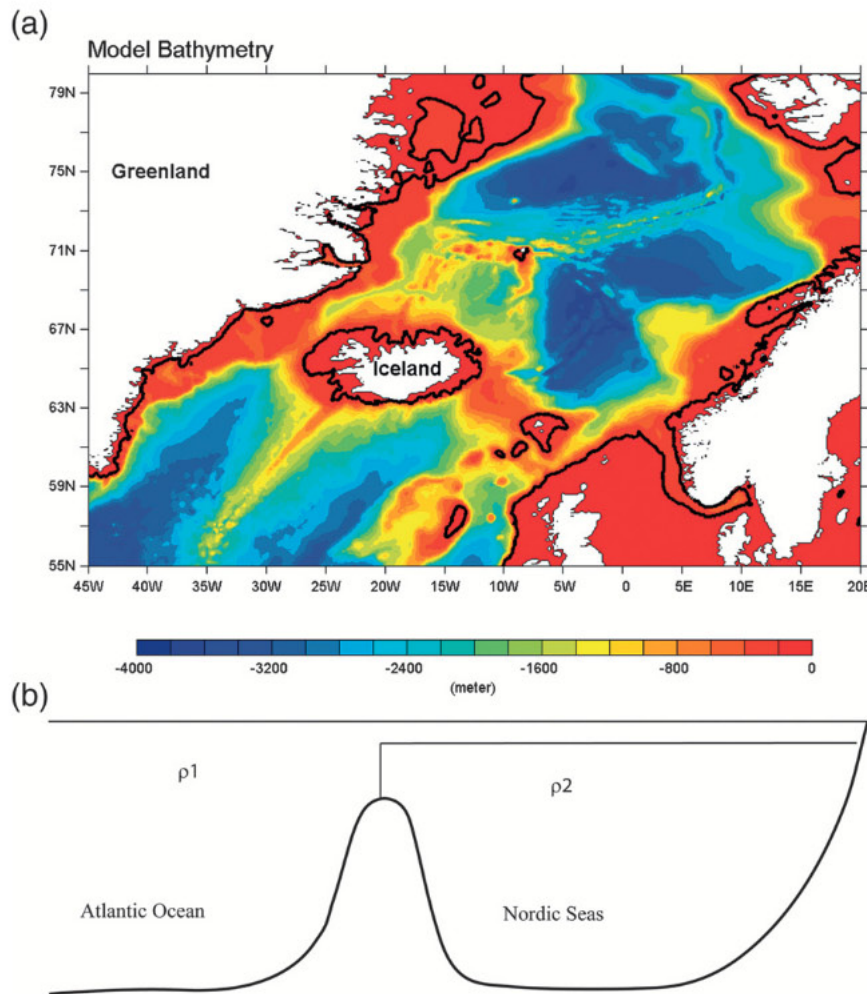 (a)
Model Bathymetry
79N
Greenland
75N
71N
67N
Iceland
63N
59N
55N
45W 40W 35W 30W 25W 20W 15W 10W 5W 0 5E 10E 15E 20E
-4000 -3200 -2400 -1600 -800 0
(meter)
(b)
ρ1
ρ2
Atlantic Ocean
Nordic Seas